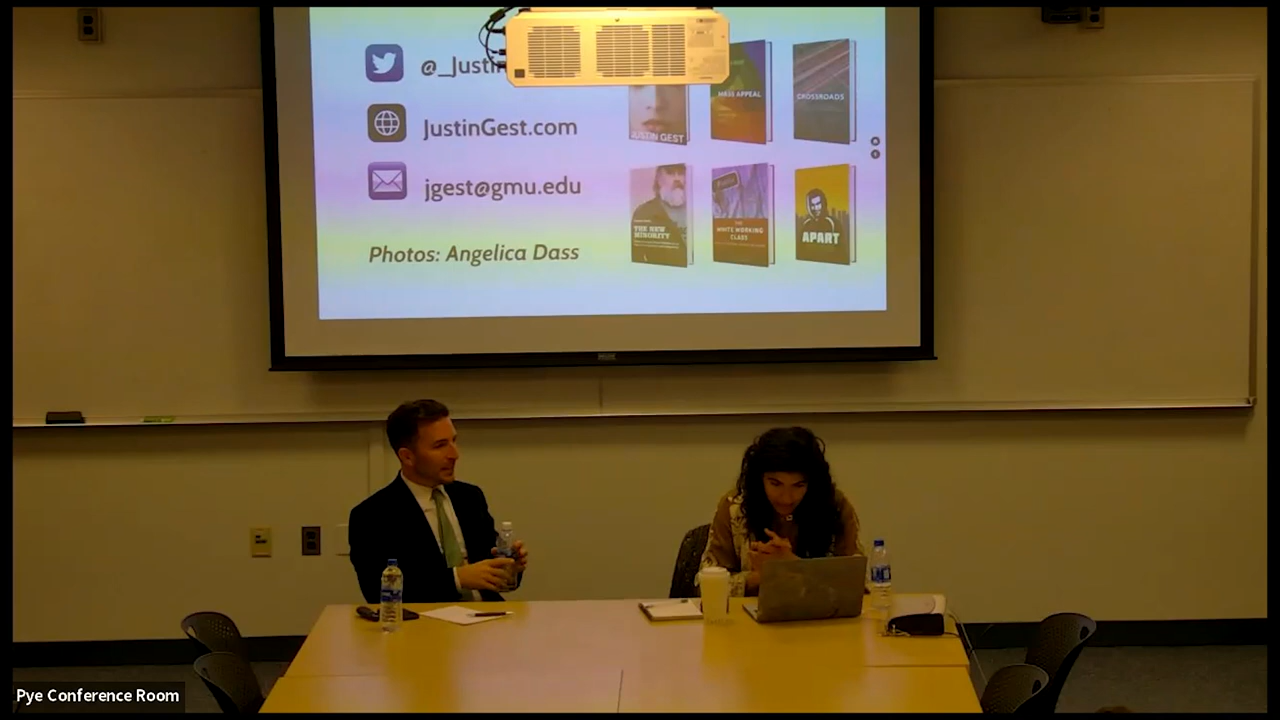 @_Justin
JustinGest.com
jgest@gmu.edu
Photos: Angelica Dass
JUSTIN GEST
MASS APPEAL
CROSSROADS
THE NEW
MINORITY
THE
WHITE WORKING
CLASS
APART
Pye Conference Room